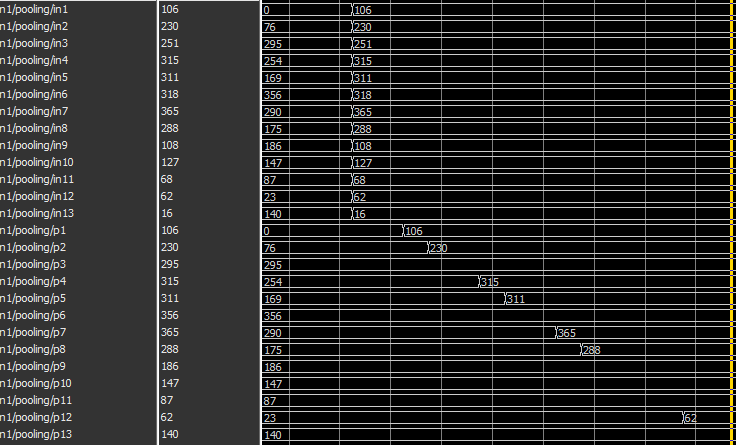 n1/pooling/in1 106 0 106
n1/pooling/in2 230 76 230
n1/pooling/in3 251 295 251
n1/pooling/in4 315 254 315
n1/pooling/in5 311 169 311
n1/pooling/in6 318 356 318
n1/pooling/in7 365 290 365
n1/pooling/in8 288 175 288
n1/pooling/in9 108 186 108
n1/pooling/in10 127 147 127
n1/pooling/in11 68 87 68
n1/pooling/in12 62 23 62
n1/pooling/in13 16 140 16
n1/pooling/p1 106 0 106
n1/pooling/p2 230 76 230
n1/pooling/p3 295 295
n1/pooling/p4 315 254 315
n1/pooling/p5 311 169 311
n1/pooling/p6 356 356
n1/pooling/p7 365 290 365
n1/pooling/p8 288 175 288
n1/pooling/p9 186 186
n1/pooling/p10 147 147
n1/pooling/p11 87 87
n1/pooling/p12 62 23 62
n1/pooling/p13 140 140